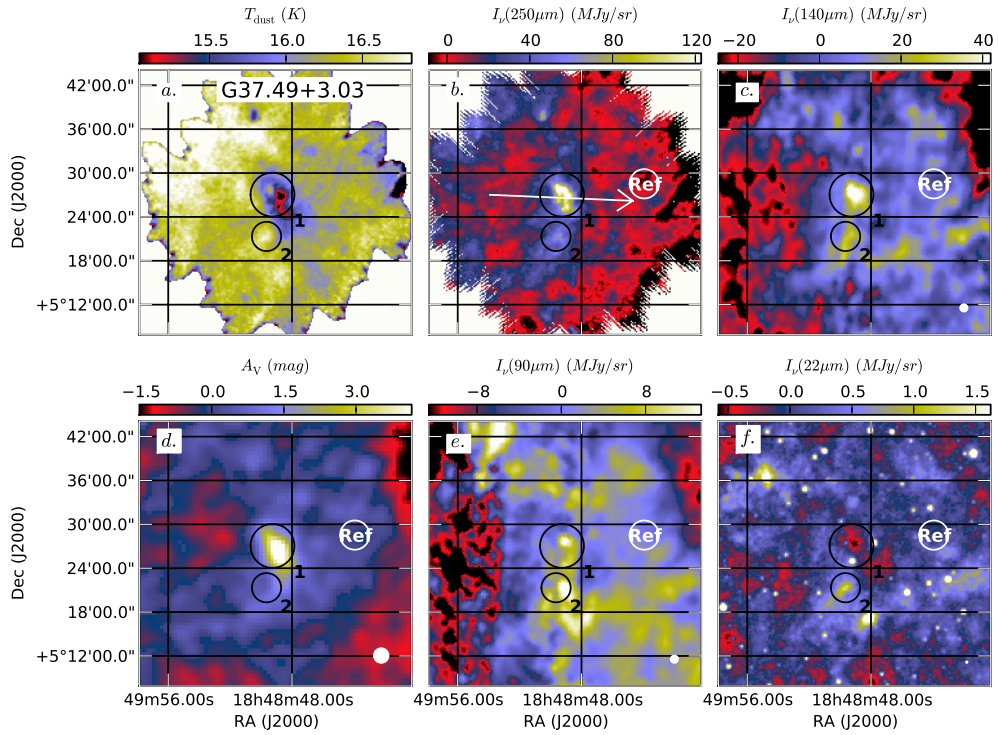 T_dust (K)
I_ν(250μm) (MJy/sr)
I_ν(140μm) (MJy/sr)
15.5 16.0 16.5
0 40 80 120
−20 0 20 40
a. G37.49+3.03
b.
c.
42'00.0"
36'00.0"
30'00.0"
24'00.0"
18'00.0"
+5°12'00.0"
Dec (J2000)
1
2
Ref
1
2
Ref
1
2
A_V (mag)
I_ν(90μm) (MJy/sr)
I_ν(22μm) (MJy/sr)
−1.5 0.0 1.5 3.0
−8 0 8
−0.5 0.0 0.5 1.0 1.5
d.
e.
f.
42'00.0"
36'00.0"
30'00.0"
24'00.0"
18'00.0"
+5°12'00.0"
Dec (J2000)
Ref
1
2
Ref
1
2
Ref
1
2
49m56.00s 18h48m48.00s
49m56.00s 18h48m48.00s
49m56.00s 18h48m48.00s
RA (J2000)
RA (J2000)
RA (J2000)